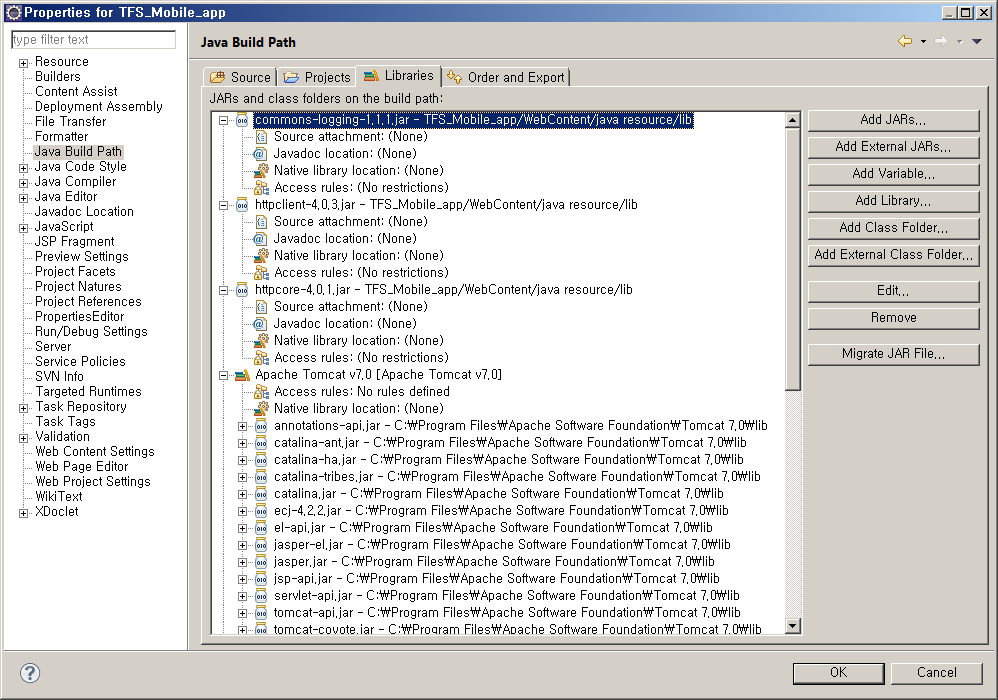 Properties for TFS_Mobile_app
type filter text
Resource
Builders
Content Assist
Deployment Assembly
File Transfer
Formatter
Java Build Path
Java Code Style
Java Compiler
Java Editor
Javadoc Location
JavaScript
JSP Fragment
Preview Settings
Project Facets
Project Natures
Project References
PropertiesEditor
Run/Debug Settings
Server
Service Policies
SVN Info
Targeted Runtimes
Task Repository
Task Tags
Validation
Web Content Settings
Web Page Editor
Web Project Settings
WikiText
XDoclet
Java Build Path
Source Projects Libraries Order and Export
JARs and class folders on the build path:
commons-logging-1.1.1.jar - TFS_Mobile_app/WebContent/java resource/lib
Source attachment: (None)
Javadoc location: (None)
Native library location: (None)
Access rules: (No restrictions)
httpclient-4.0.3.jar - TFS_Mobile_app/WebContent/java resource/lib
Source attachment: (None)
Javadoc location: (None)
Native library location: (None)
Access rules: (No restrictions)
httpcore-4.0.1.jar - TFS_Mobile_app/WebContent/java resource/lib
Source attachment: (None)
Javadoc location: (None)
Native library location: (None)
Access rules: (No restrictions)
Apache Tomcat v7.0 [Apache Tomcat v7.0]
Access rules: No rules defined
Native library location: (None)
annotations-api.jar - C:₩Program Files₩Apache Software Foundation₩Tomcat 7.0₩lib
catalina-ant.jar - C:₩Program Files₩Apache Software Foundation₩Tomcat 7.0₩lib
catalina-ha.jar - C:₩Program Files₩Apache Software Foundation₩Tomcat 7.0₩lib
catalina-tribes.jar - C:₩Program Files₩Apache Software Foundation₩Tomcat 7.0₩lib
catalina.jar - C:₩Program Files₩Apache Software Foundation₩Tomcat 7.0₩lib
ecj-4.2.2.jar - C:₩Program Files₩Apache Software Foundation₩Tomcat 7.0₩lib
el-api.jar - C:₩Program Files₩Apache Software Foundation₩Tomcat 7.0₩lib
jasper-el.jar - C:₩Program Files₩Apache Software Foundation₩Tomcat 7.0₩lib
jasper.jar - C:₩Program Files₩Apache Software Foundation₩Tomcat 7.0₩lib
jsp-api.jar - C:₩Program Files₩Apache Software Foundation₩Tomcat 7.0₩lib
servlet-api.jar - C:₩Program Files₩Apache Software Foundation₩Tomcat 7.0₩lib
tomcat-api.jar - C:₩Program Files₩Apache Software Foundation₩Tomcat 7.0₩lib
tomcat-coyote.jar - C:₩Program Files₩Apache Software Foundation₩Tomcat 7.0₩lib
Add JARs...
Add External JARs...
Add Variable...
Add Library...
Add Class Folder...
Add External Class Folder...
Edit...
Remove
Migrate JAR File...
OK
Cancel